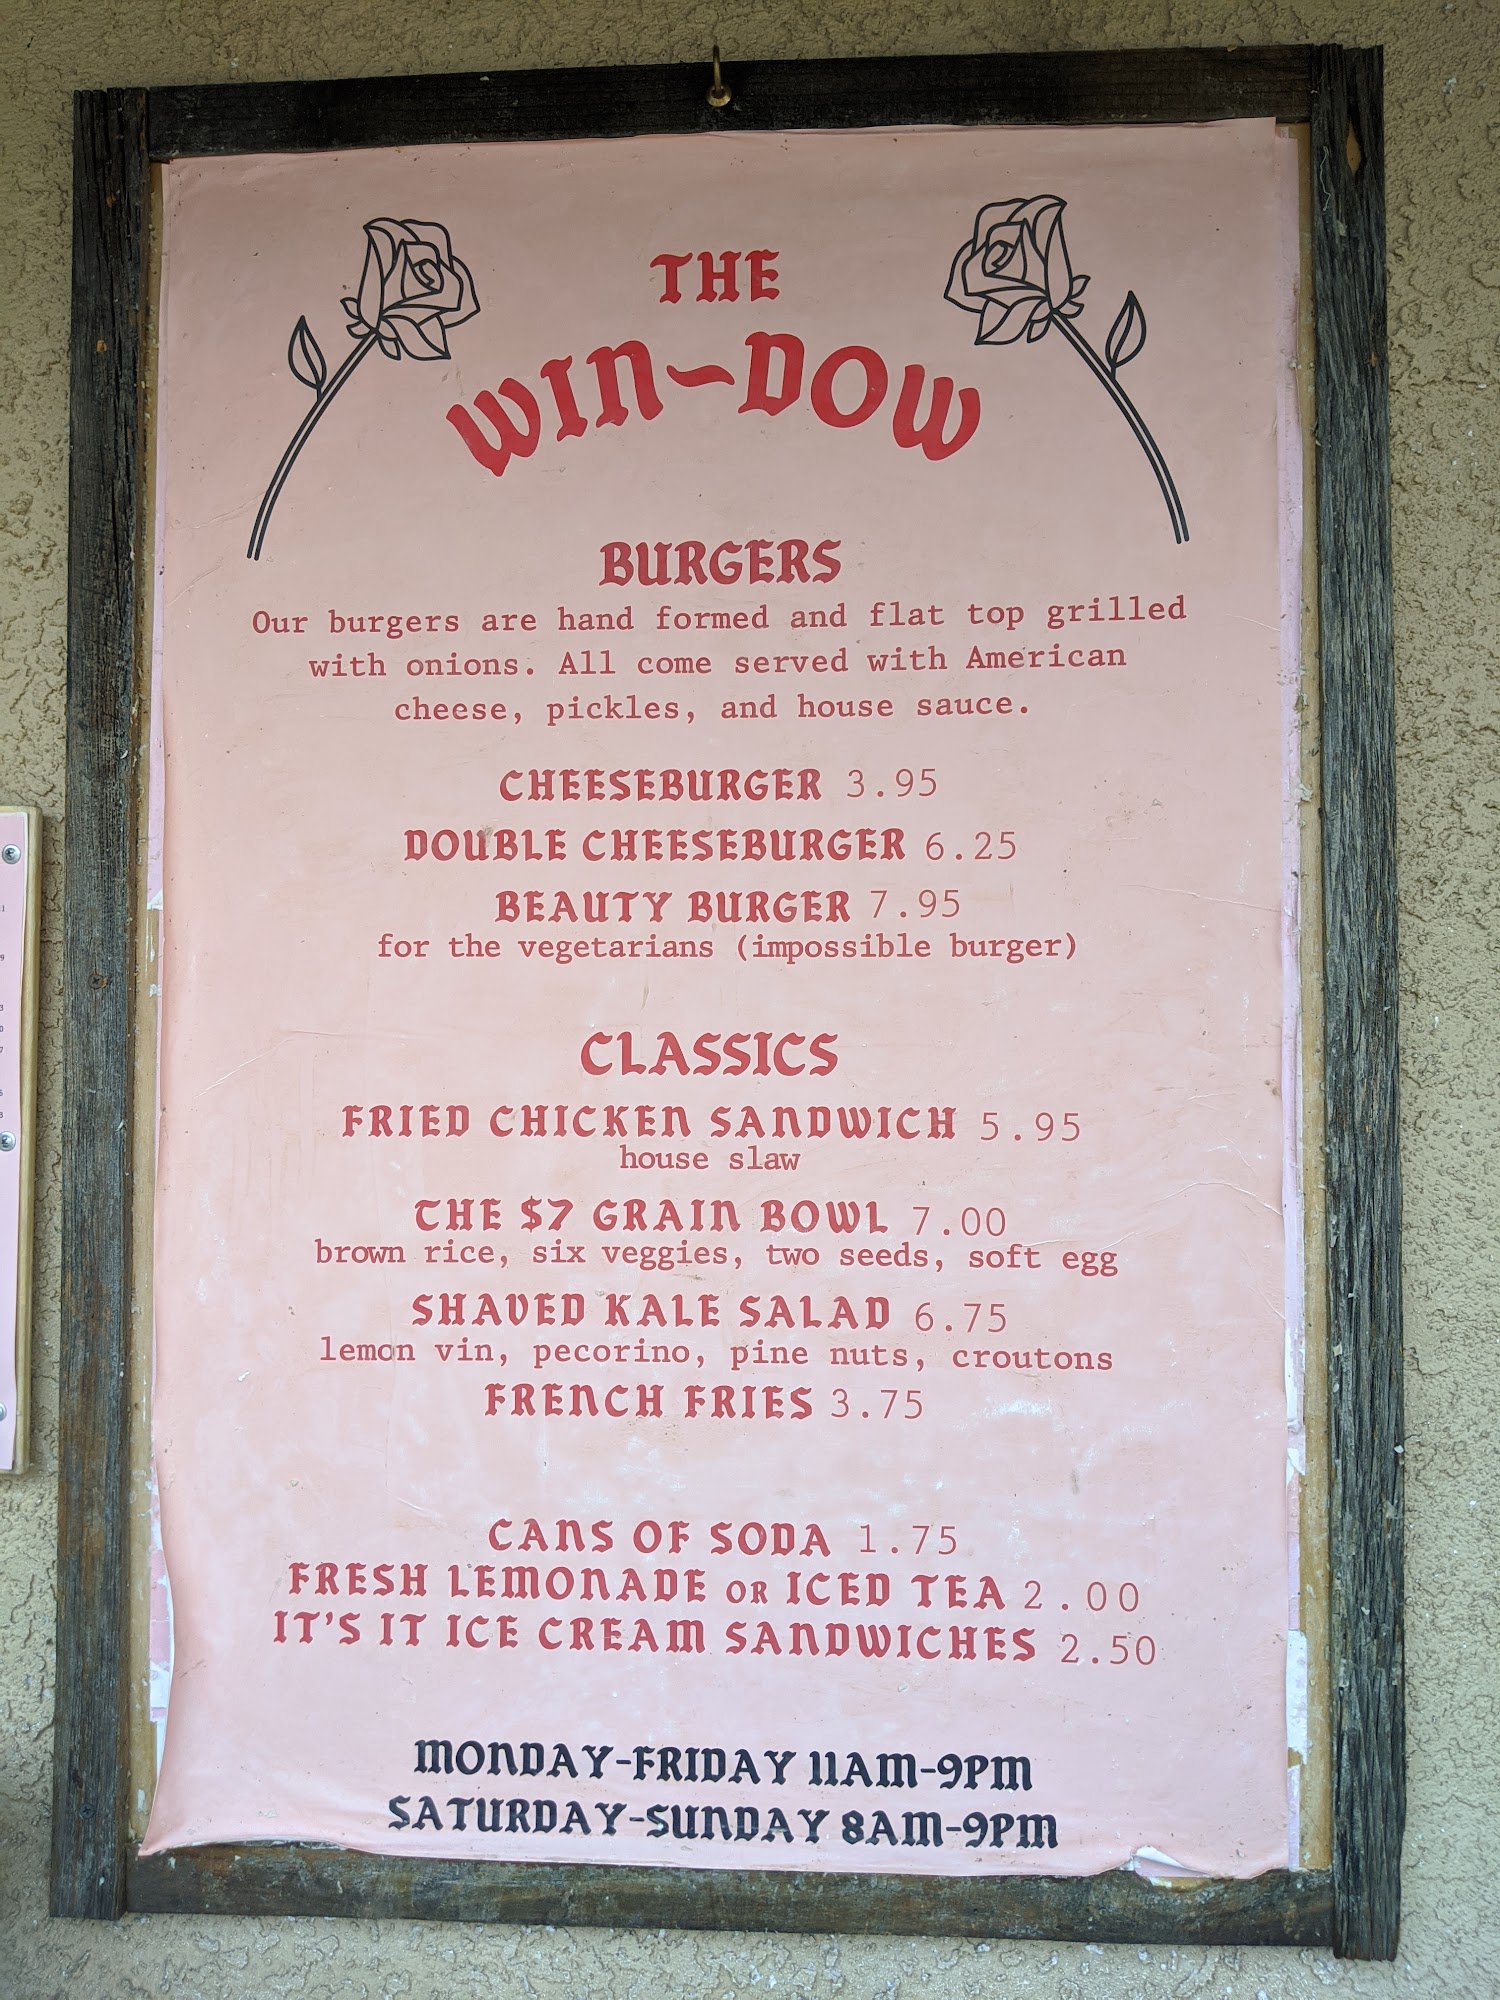 THE
WIN~DOW
BURGERS
Our burgers are hand formed and flat top grilled
with onions. All come served with American
cheese, pickles, and house sauce.
CHEESEBURGER 3.95
DOUBLE CHEESEBURGER 6.25
BEAUTY BURGER 7.95
for the vegetarians (impossible burger)
CLASSICS
FRIED CHICKEN SANDWICH 5.95
house slaw
THE $7 GRAIN BOWL 7.00
brown rice, six veggies, two seeds, soft egg
SHAVED KALE SALAD 6.75
lemon vin, pecorino, pine nuts, croutons
FRENCH FRIES 3.75
CANS OF SODA 1.75
FRESH LEMONADE OR ICED TEA 2.00
IT'S IT ICE CREAM SANDWICHES 2.50
MONDAY-FRIDAY 11AM-9PM
SATURDAY-SUNDAY 8AM-9PM